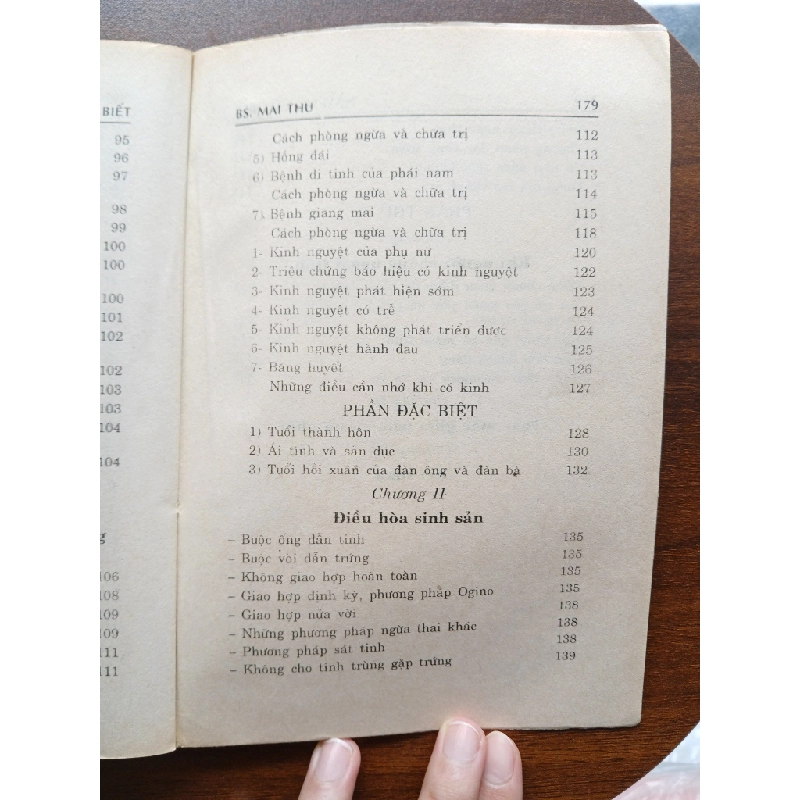 BIẾT
95
96
97
98
99
100
100
100
101
102
102
103
103
104
104
g
106
108
109
109
111
111
BS. MAI THU 179
Cách phòng ngừa và chữa trị 112
5) Hồng đái 113
6) Bệnh di tinh của phái nam 113
Cách phòng ngừa và chữa trị 114
7) Bệnh giang mai 115
Cách phòng ngừa và chữa trị 118
1- Kinh nguyệt của phụ nữ 120
2- Triệu chứng báo hiệu có kinh nguyệt 122
3- Kinh nguyệt phát hiện sớm 123
4- Kinh nguyệt có trễ 124
5- Kinh nguyệt không phát triển được 124
6- Kinh nguyệt hành đau 125
7- Băng huyết 126
Những điều cần nhớ khi có kinh 127
PHẦN ĐẶC BIỆT
1) Tuổi thành hôn 128
2) Ái tình và sắn dục 130
3) Tuổi hồi xuân của đàn ông và đàn bà 132
Chương II
Điều hòa sinh sản
– Buộc ống dẫn tinh 135
– Buộc vòi dẫn trứng 135
– Không giao hợp hoàn toàn 135
– Giao hợp định kỳ, phương pháp Ogino 135
– Giao hợp nửa vời 138
– Những phương pháp ngừa thai khác 138
– Phương pháp sát tinh 138
– Không cho tinh trùng gặp trứng 139